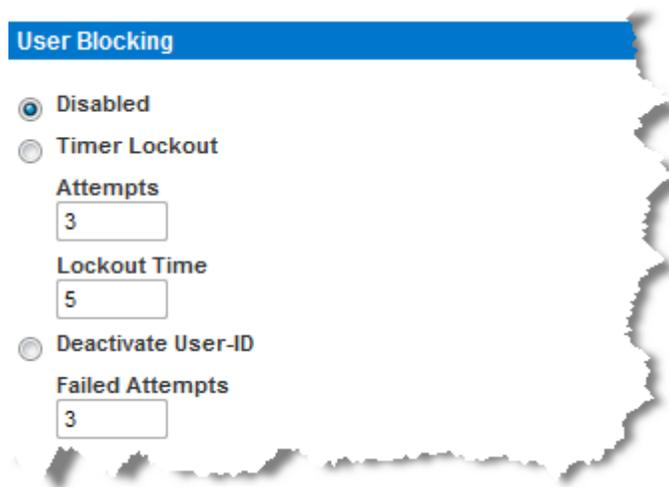 User Blocking
Disabled
Timer Lockout
Attempts
3
Lockout Time
5
Deactivate User-ID
Failed Attempts
3